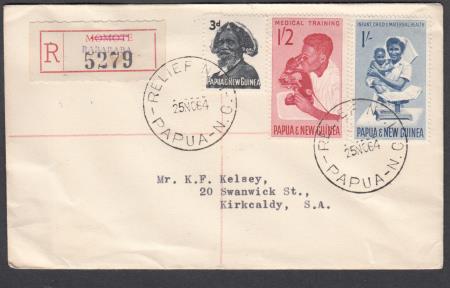 MOMOTE
RABARABA
R 5279
3d
PAPUA & NEW GUINEA
MEDICAL TRAINING
1'2
PAPUA & NEW GUINEA
INFANT, CHILD & MATERNAL HEALTH
1'-
PAPUA & NEW GUINEA
RELIEF
25NO64
PAPUA-N.G.
RELIEF
25NO64
PAPUA-N.G.
Mr. K.F. Kelsey,
20 Swanwick St.,
Kirkcaldy, S.A.